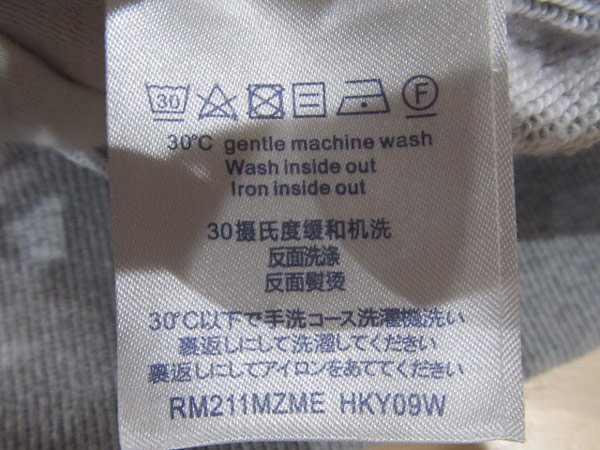 30 F
30°C gentle machine wash
Wash inside out
Iron inside out
30摄氏度缓和机洗
反面洗涤
反面熨烫
30°C以下で手洗コース洗濯機洗い
裏返しにして洗濯してください
裏返しにしてアイロンをあててください
RM211MZME HKY09W